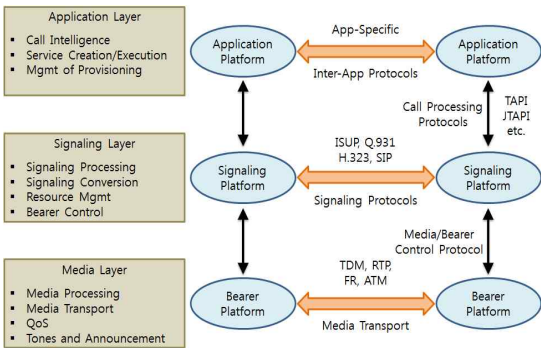 Application Layer
▪ Call Intelligence
▪ Service Creation/Execution
▪ Mgmt of Provisioning
Application
Platform
App-Specific
Inter-App Protocols
Application
Platform
Call Processing
Protocols
TAPI
JTAPI
etc.
Signaling Layer
▪ Signaling Processing
▪ Signaling Conversion
▪ Resource Mgmt
▪ Bearer Control
Signaling
Platform
ISUP, Q.931
H.323, SIP
Signaling Protocols
Signaling
Platform
Media/Bearer
Control Protocol
Media Layer
▪ Media Processing
▪ Media Transport
▪ QoS
▪ Tones and Announcement
Bearer
Platform
TDM, RTP,
FR, ATM
Media Transport
Bearer
Platform